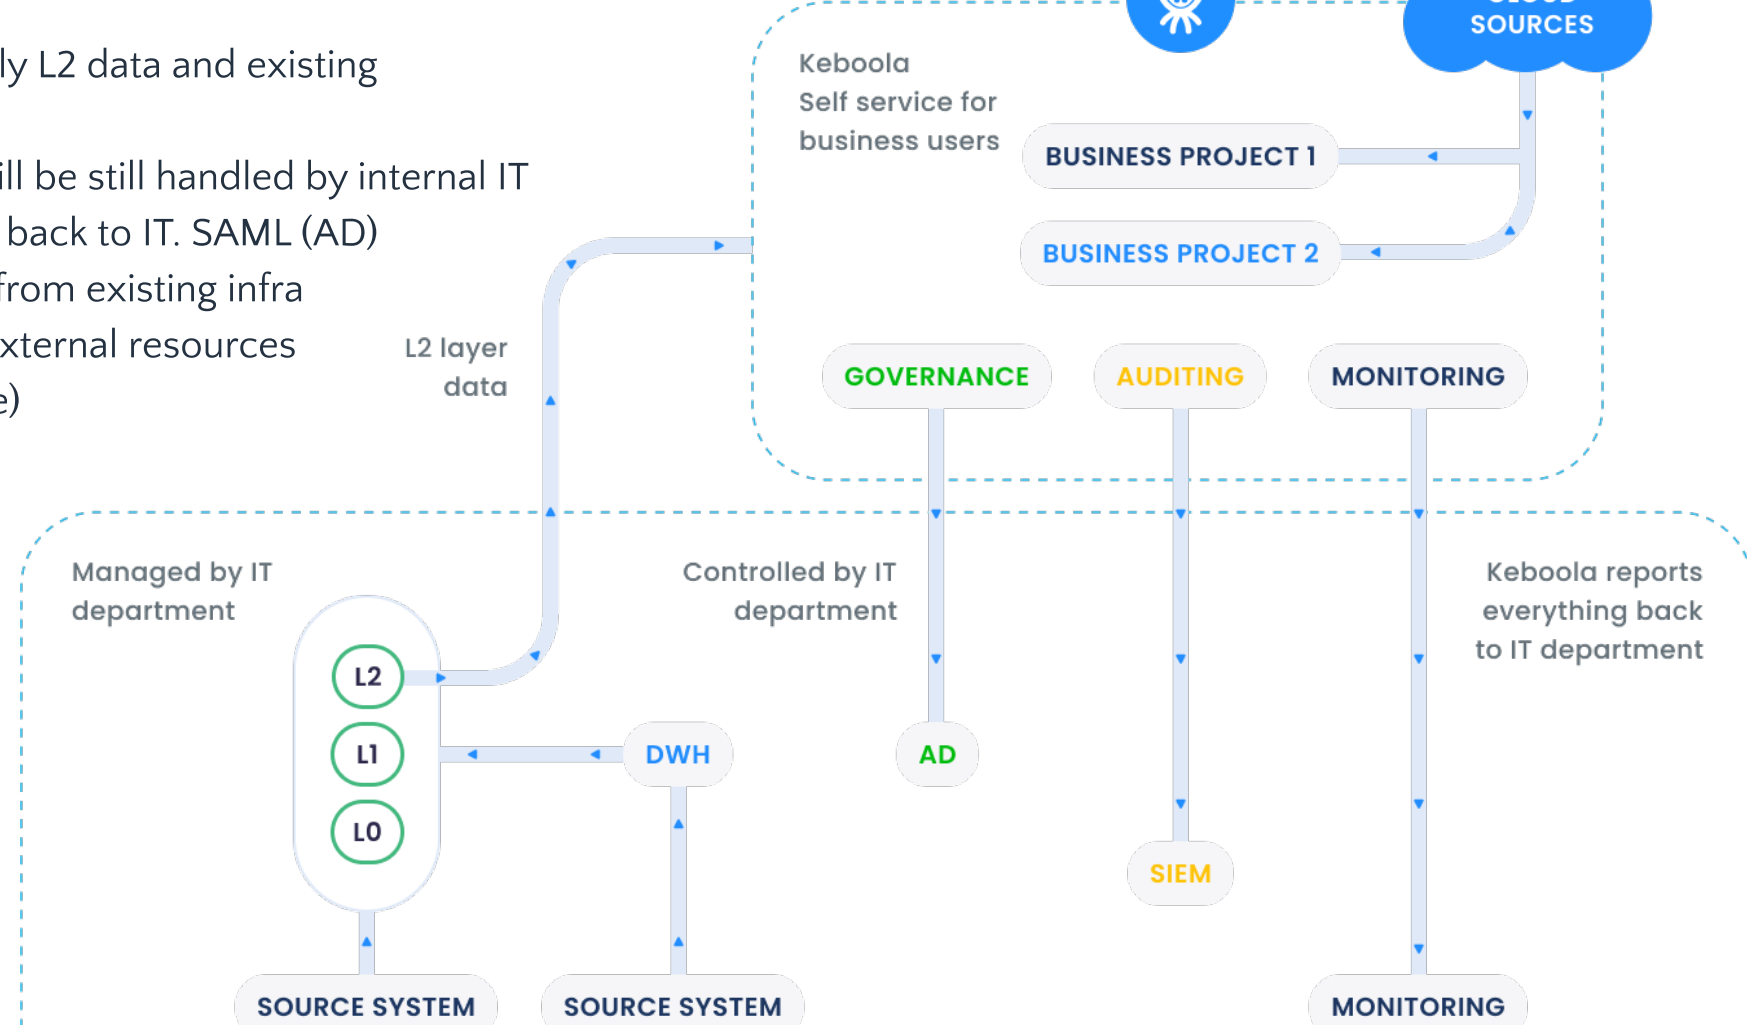 ly L2 data and existing
ill be still handled by internal IT
back to IT. SAML (AD)
from existing infra
xternal resources
e)
SOURCES
Keboola
Self service for
business users
BUSINESS PROJECT 1
BUSINESS PROJECT 2
L2 layer
data
GOVERNANCE
AUDITING
MONITORING
Managed by IT
department
Controlled by IT
department
Keboola reports
everything back
to IT department
L2
L1
L0
DWH
AD
SIEM
SOURCE SYSTEM
SOURCE SYSTEM
MONITORING